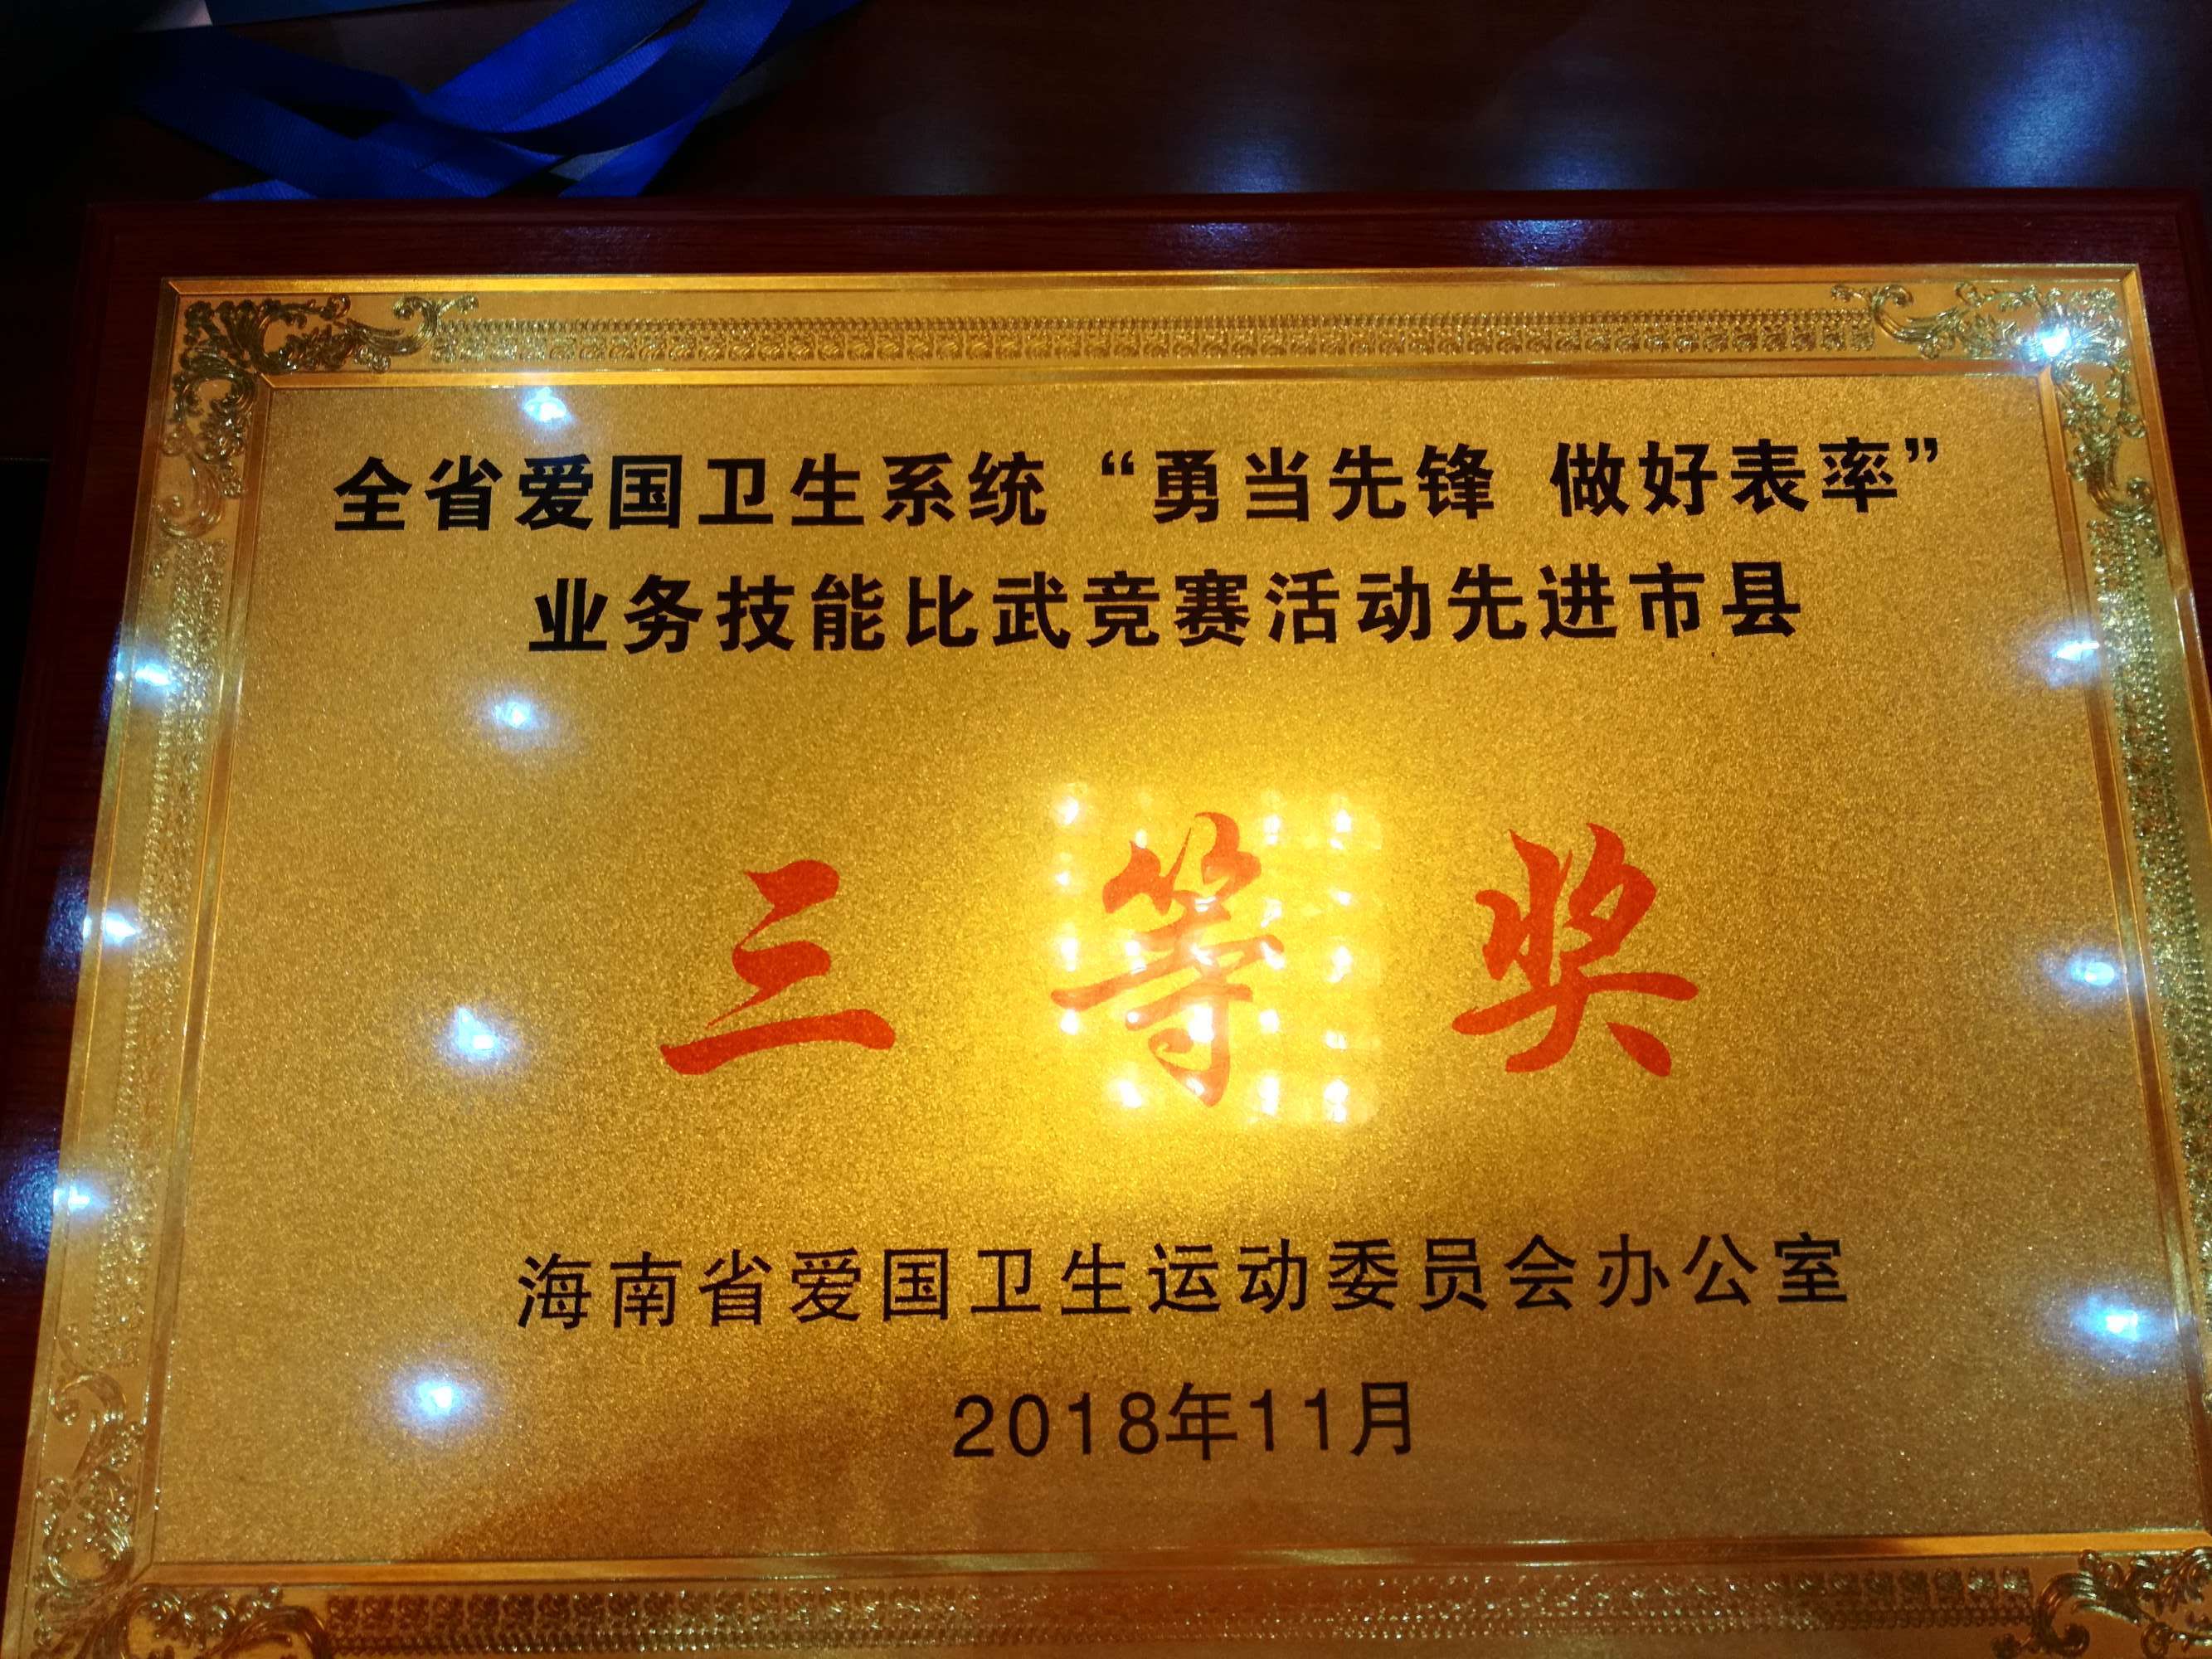 全省爱国卫生系统“勇当先锋 做好表率”
业务技能比武竞赛活动先进市县
三等奖
海南省爱国卫生运动委员会办公室
2018年11月